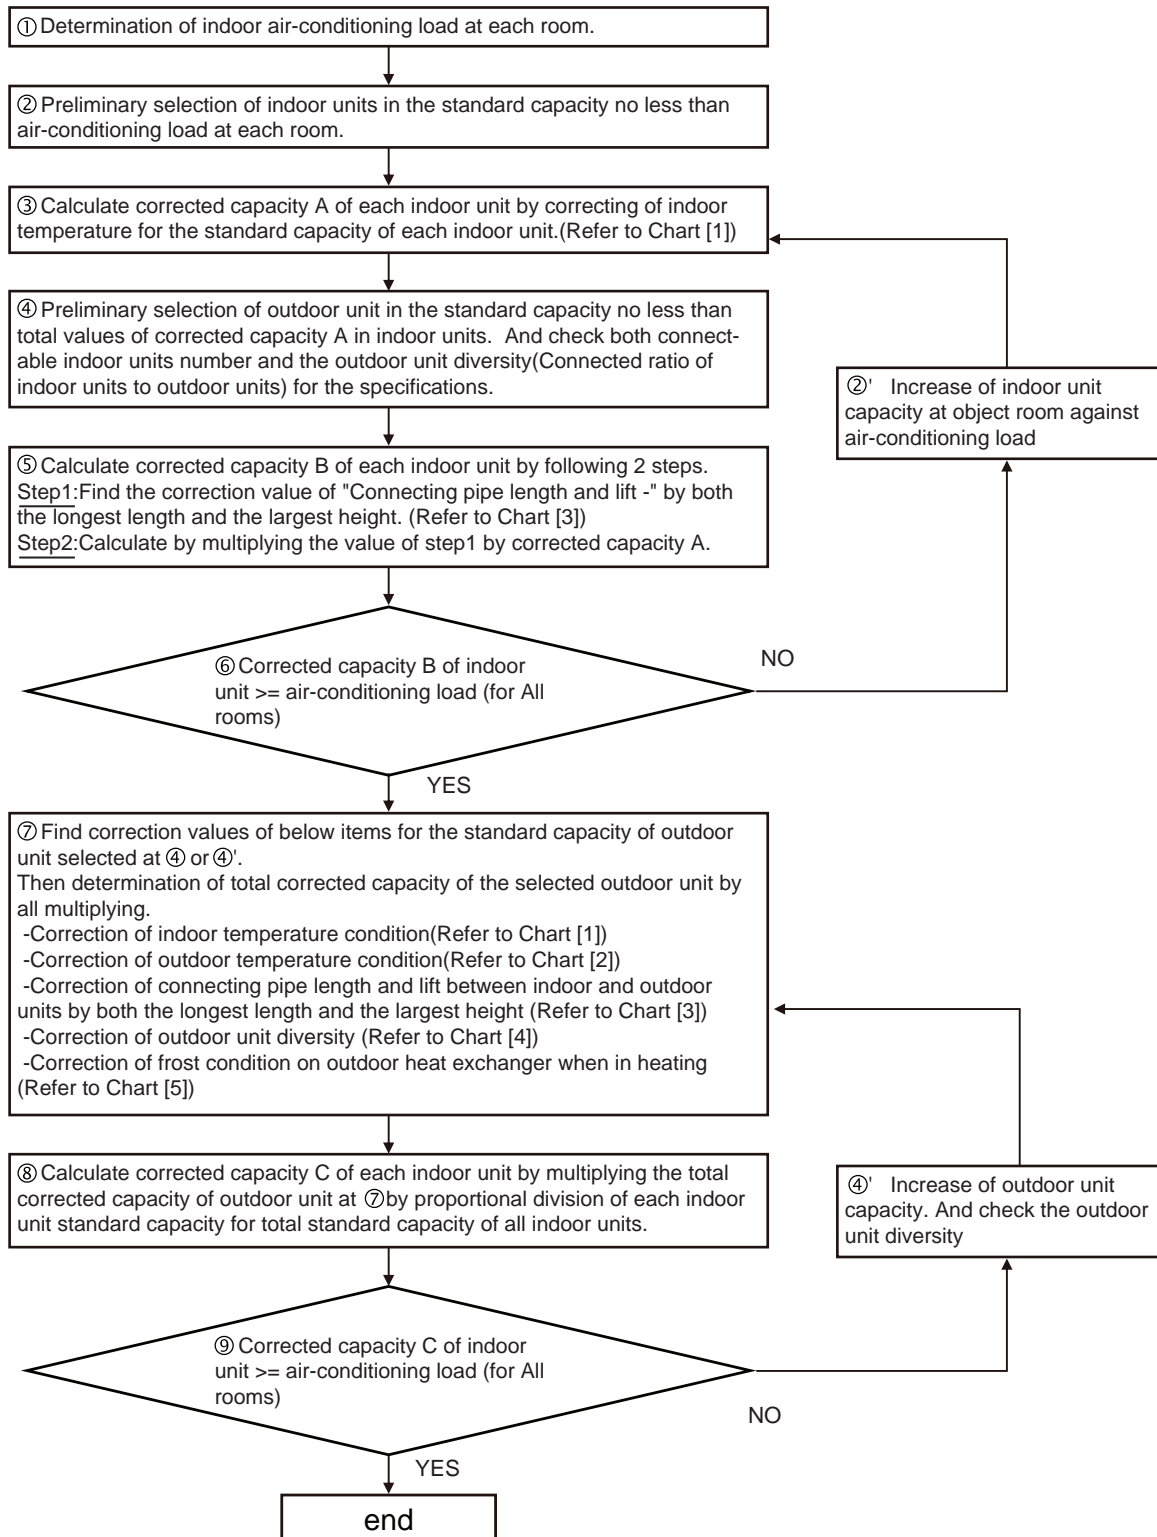 ①Determination of indoor air-conditioning load at each room.
②Preliminary selection of indoor units in the standard capacity no less than
air-conditioning load at each room.
③Calculate corrected capacity A of each indoor unit by correcting of indoor
temperature for the standard capacity of each indoor unit.(Refer to Chart [1])
④Preliminary selection of outdoor unit in the standard capacity no less than
total values of corrected capacity A in indoor units.  And check both connect-
able indoor units number and the outdoor unit diversity(Connected ratio of
indoor units to outdoor units) for the specifications.
②'  Increase of indoor unit
capacity at object room against
air-conditioning load
⑤Calculate corrected capacity B of each indoor unit by following 2 steps.
Step1:Find the correction value of "Connecting pipe length and lift -" by both
the longest length and the largest height. (Refer to Chart [3])
Step2:Calculate by multiplying the value of step1 by corrected capacity A.
⑥Corrected capacity B of indoor
unit >= air-conditioning load (for All
rooms)
NO
YES
⑦Find correction values of below items for the standard capacity of outdoor
unit selected at ④ or ④'.
Then determination of total corrected capacity of the selected outdoor unit by
all multiplying.
-Correction of indoor temperature condition(Refer to Chart [1])
-Correction of outdoor temperature condition(Refer to Chart [2])
-Correction of connecting pipe length and lift between indoor and outdoor
units by both the longest length and the largest height (Refer to Chart [3])
-Correction of outdoor unit diversity (Refer to Chart [4])
-Correction of frost condition on outdoor heat exchanger when in heating
(Refer to Chart [5])
⑧Calculate corrected capacity C of each indoor unit by multiplying the total
corrected capacity of outdoor unit at ⑦by proportional division of each indoor
unit standard capacity for total standard capacity of all indoor units.
④'  Increase of outdoor unit
capacity. And check the outdoor
unit diversity
⑨Corrected capacity C of indoor
unit >= air-conditioning load (for All
rooms)
NO
YES
end